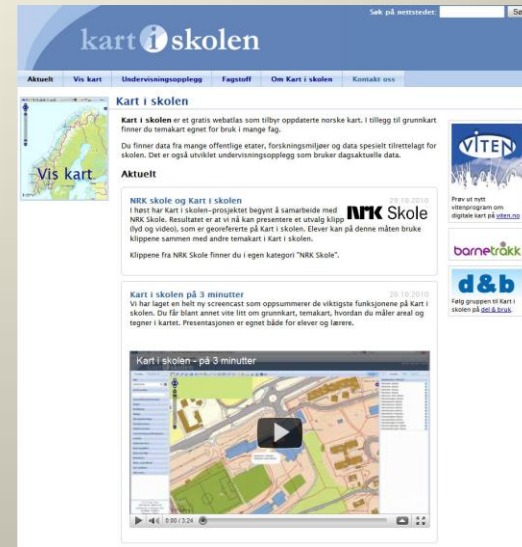 Søk på nettstedet:
kart i skolen
Aktuelt Vis kart Undervisningsopplegg Fagstoff Om Kart i skolen Kontakt oss
Vis kart
Kart i skolen
Kart i skolen er et gratis webatlas som tilbyr oppdaterte norske kart. I tillegg til grunnkart
finner du temakart egnet for bruk i mange fag.
Du finner data fra mange offentlige etater, forskningsmiljøer og data spesielt tilrettelagt for
skolen. Det er også utviklet undervisningsopplegg som bruker dagsaktuelle data.
Aktuelt
NRK skole og Kart i skolen 28.10.2010
I høst har Kart i skolen-prosjektet begynt å samarbeide med
NRK Skole. Resultatet er at vi nå kan presentere et utvalg klipp
(lyd og video), som er georefererte på Kart i skolen. Elever kan på denne måten bruke
klippene sammen med andre temakart i Kart i skolen.
NRK Skole
Klippene fra NRK Skole finner du i egen kategori "NRK Skole".
Kart i skolen på 3 minutter 28.10.2010
Vi har laget en helt ny screencast som oppsummerer de viktigste funksjonene på Kart i
skolen. Du får blant annet vite litt om grunnkart, temakart, hvordan du måler areal og
tegner i kartet. Presentasjonen er egnet både for elever og lærere.
Kart i skolen - på 3 minutter
0:00 / 3:24
VITEN
Prøv ut nytt
vitenprogram om
digitale kart på viten.no
barnetråkk
d&b
Følg gruppen til Kart i
skolen på del & bruk.